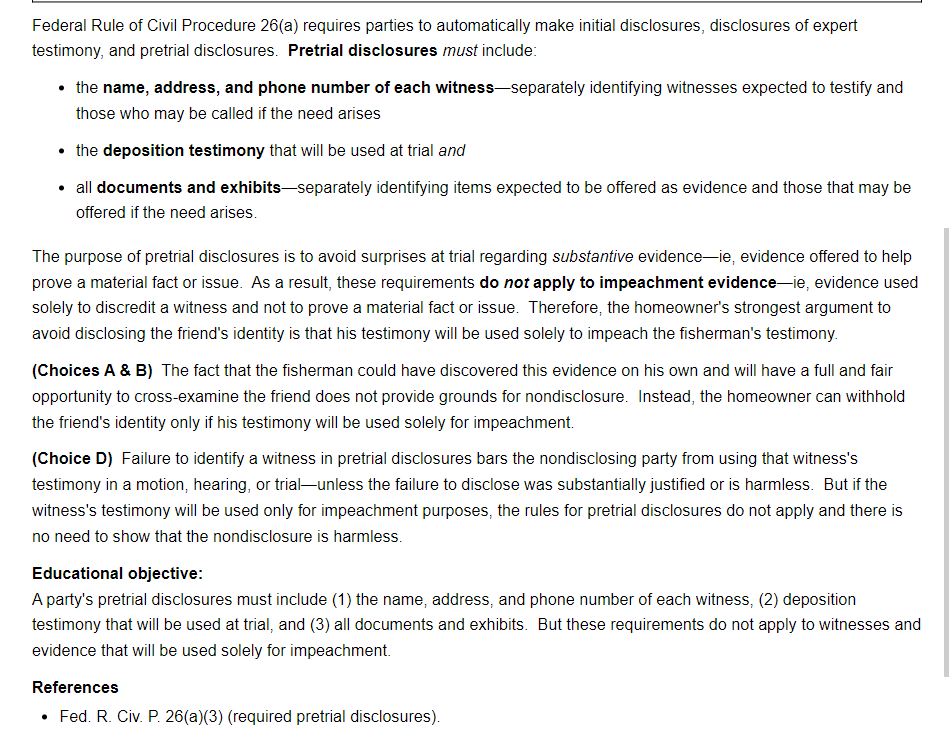 Federal Rule of Civil Procedure 26(a) requires parties to automatically make initial disclosures, disclosures of expert
testimony, and pretrial disclosures.  Pretrial disclosures must include:
• the name, address, and phone number of each witness—separately identifying witnesses expected to testify and
those who may be called if the need arises
• the deposition testimony that will be used at trial and
• all documents and exhibits—separately identifying items expected to be offered as evidence and those that may be
offered if the need arises.
The purpose of pretrial disclosures is to avoid surprises at trial regarding substantive evidence—ie, evidence offered to help
prove a material fact or issue.  As a result, these requirements do not apply to impeachment evidence—ie, evidence used
solely to discredit a witness and not to prove a material fact or issue.  Therefore, the homeowner's strongest argument to
avoid disclosing the friend's identity is that his testimony will be used solely to impeach the fisherman's testimony.
(Choices A & B)  The fact that the fisherman could have discovered this evidence on his own and will have a full and fair
opportunity to cross-examine the friend does not provide grounds for nondisclosure.  Instead, the homeowner can withhold
the friend's identity only if his testimony will be used solely for impeachment.
(Choice D)  Failure to identify a witness in pretrial disclosures bars the nondisclosing party from using that witness's
testimony in a motion, hearing, or trial—unless the failure to disclose was substantially justified or is harmless.  But if the
witness's testimony will be used only for impeachment purposes, the rules for pretrial disclosures do not apply and there is
no need to show that the nondisclosure is harmless.
Educational objective:
A party's pretrial disclosures must include (1) the name, address, and phone number of each witness, (2) deposition
testimony that will be used at trial, and (3) all documents and exhibits.  But these requirements do not apply to witnesses and
evidence that will be used solely for impeachment.
References
• Fed. R. Civ. P. 26(a)(3) (required pretrial disclosures).